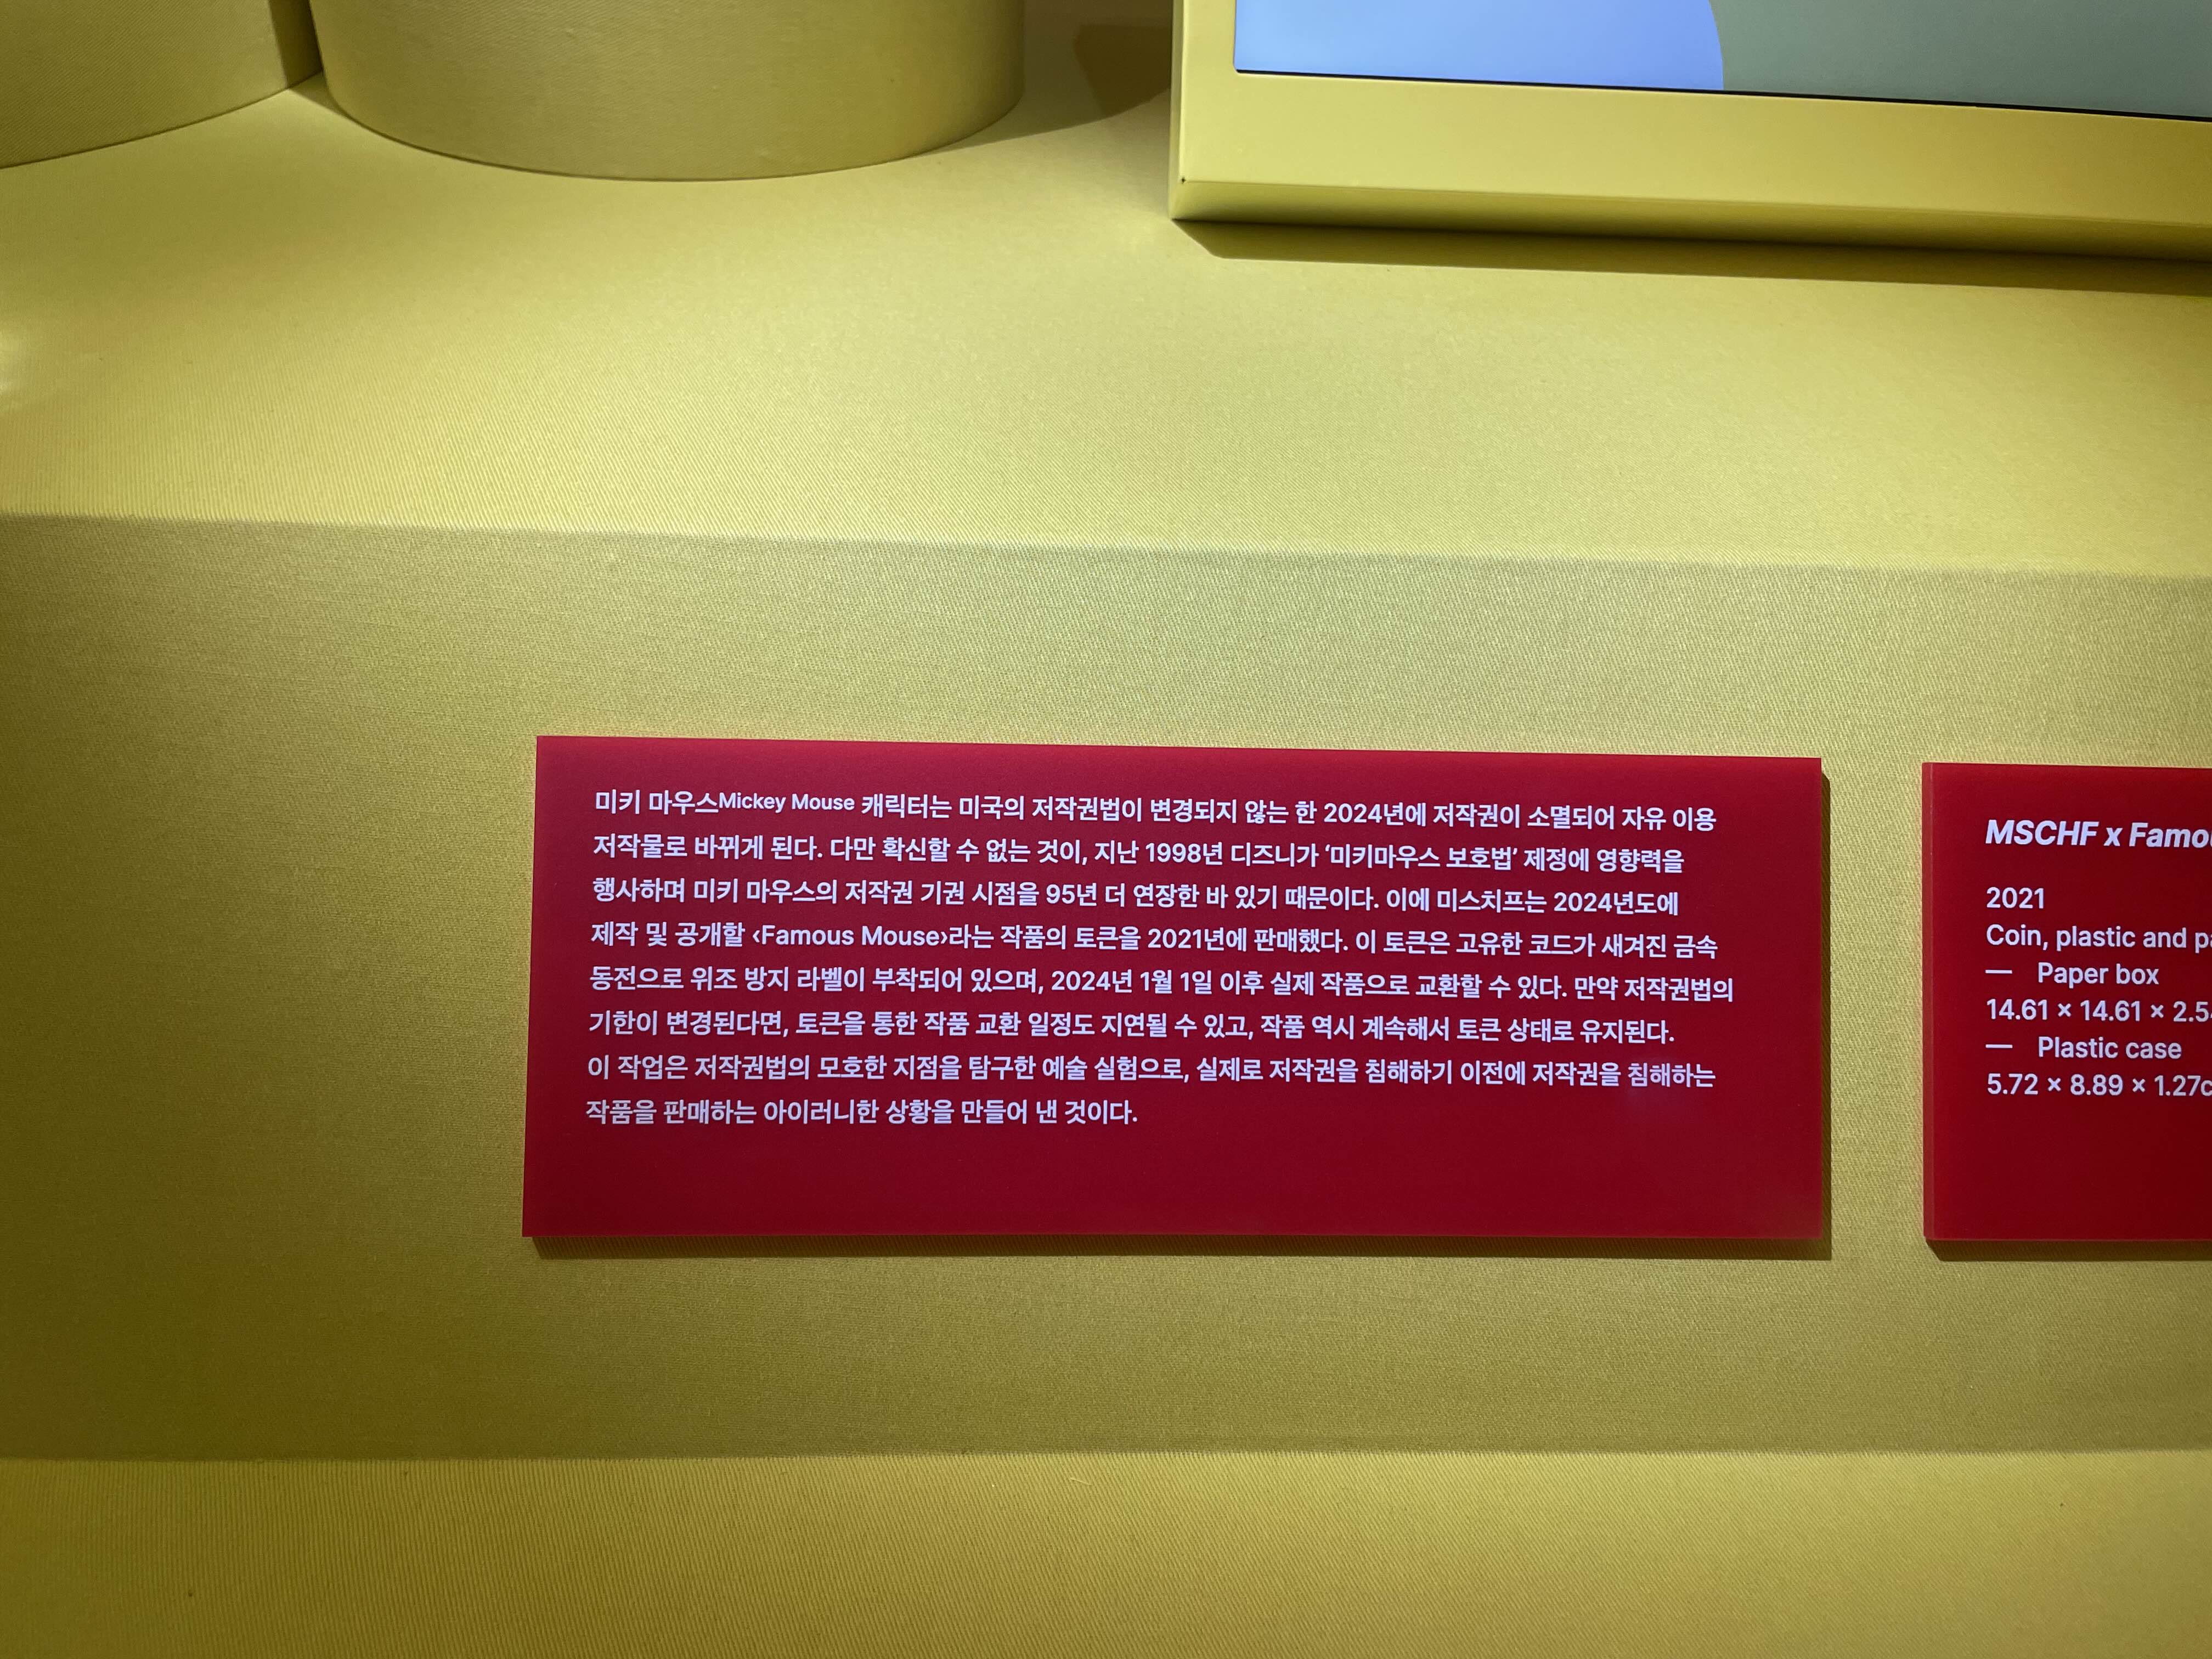 미키 마우스Mickey Mouse 캐릭터는 미국의 저작권법이 변경되지 않는 한 2024년에 저작권이 소멸되어 자유 이용
저작물로 바뀌게 된다. 다만 확신할 수 없는 것이, 지난 1998년 디즈니가 ‘미키마우스 보호법’ 제정에 영향력을
행사하며 미키 마우스의 저작권 기권 시점을 95년 더 연장한 바 있기 때문이다. 이에 미스치프는 2024년도에
제작 및 공개할 ‹Famous Mouse›라는 작품의 토큰을 2021년에 판매했다. 이 토큰은 고유한 코드가 새겨진 금속
동전으로 위조 방지 라벨이 부착되어 있으며, 2024년 1월 1일 이후 실제 작품으로 교환할 수 있다. 만약 저작권법의
기한이 변경된다면, 토큰을 통한 작품 교환 일정도 지연될 수 있고, 작품 역시 계속해서 토큰 상태로 유지된다.
이 작업은 저작권법의 모호한 지점을 탐구한 예술 실험으로, 실제로 저작권을 침해하기 이전에 저작권을 침해하는
작품을 판매하는 아이러니한 상황을 만들어 낸 것이다.
MSCHF x
2021
Coin, plastic and
— Paper box
14.61 × 14.61 ×
— Plastic case
5.72 × 8.89 × 1.27